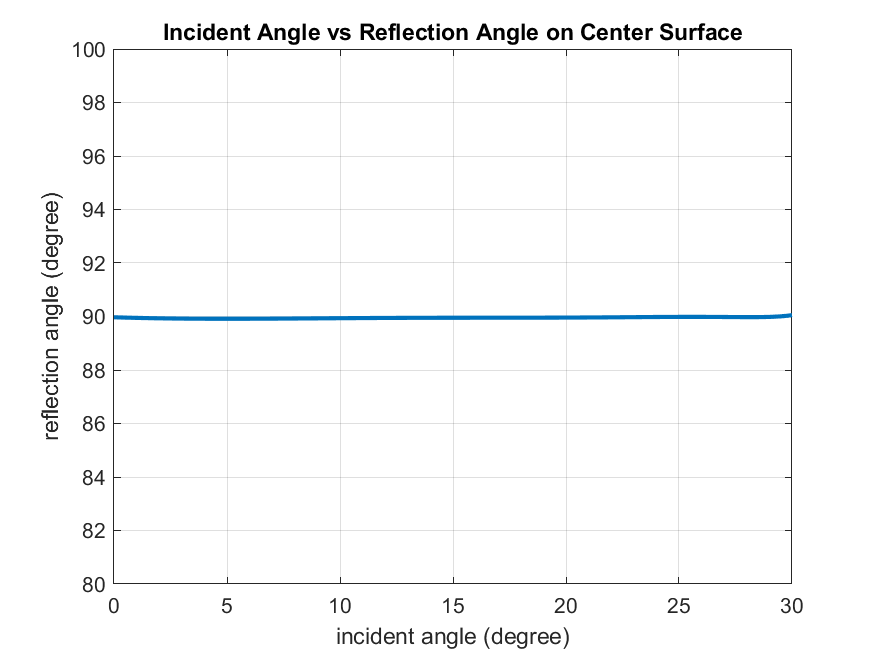 Incident Angle vs Reflection Angle on Center Surface
100
98
96
94
92
90
88
86
84
82
80
reflection angle (degree)
0 5 10 15 20 25 30
incident angle (degree)